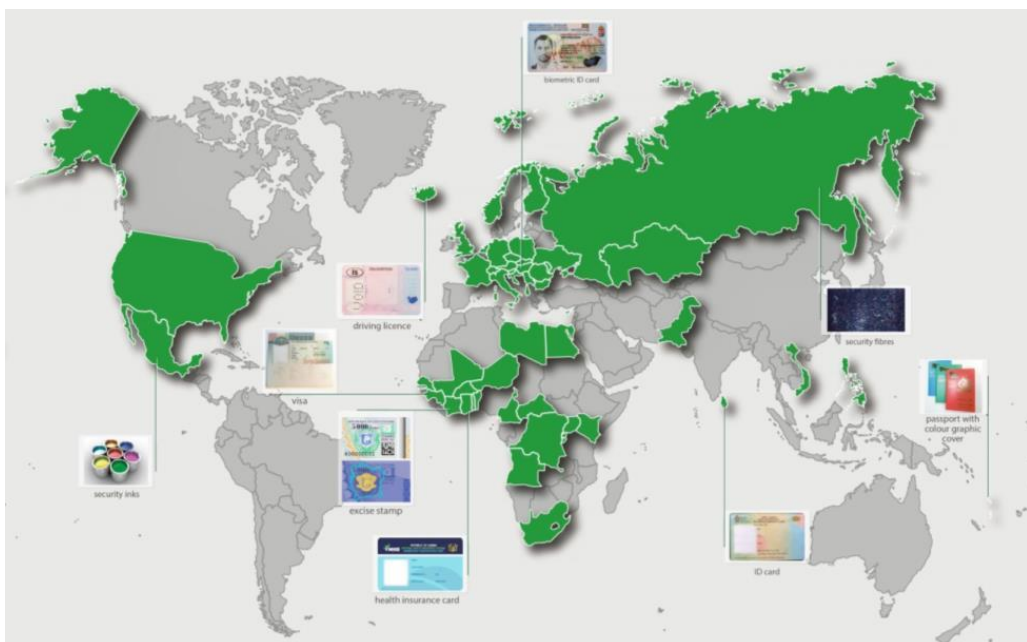 biometric ID card
driving licence
visa
security fibres
passport with
colour graphic
cover
security inks
excise stamp
VOID
ID card
health insurance card